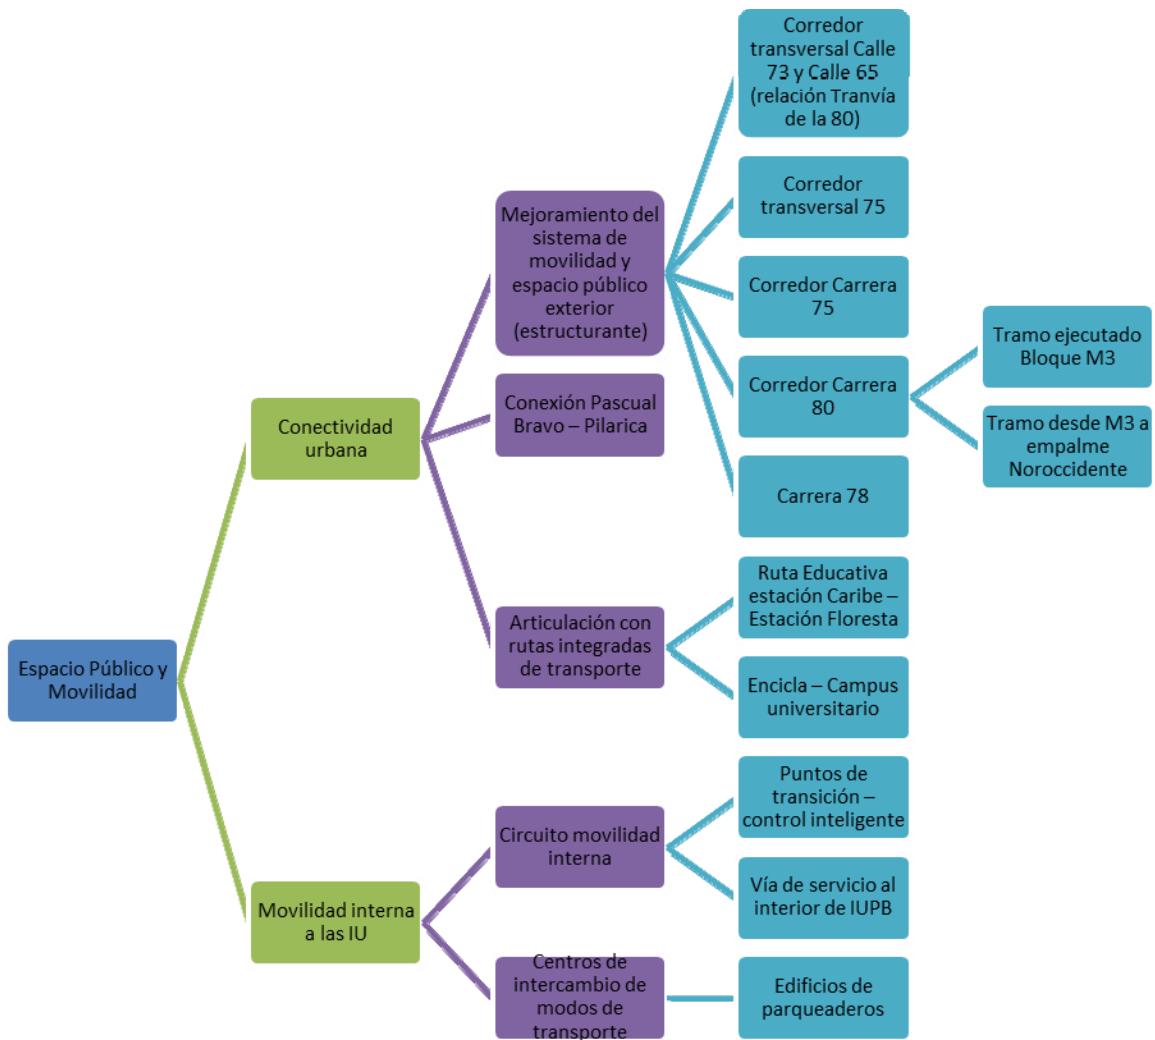 Espacio Público y
Movilidad
Conectividad
urbana
Mejoramiento del
sistema de
movilidad y
espacio público
exterior
(estructurante)
Corredor
transversal Calle
73 y Calle 65
(relación Tranvía
de la 80)
Corredor
transversal 75
Corredor Carrera
75
Corredor Carrera
80
Tramo ejecutado
Bloque M3
Tramo desde M3 a
empalme
Noroccidente
Carrera 78
Conexión Pascual
Bravo – Pilarica
Articulación con
rutas integradas
de transporte
Ruta Educativa
estación Caribe –
Estación Floresta
Encicla – Campus
universitario
Movilidad interna
a las IU
Circuito movilidad
interna
Puntos de
transición –
control inteligente
Vía de servicio al
interior de IUPB
Centros de
intercambio de
modos de
transporte
Edificios de
parqueaderos